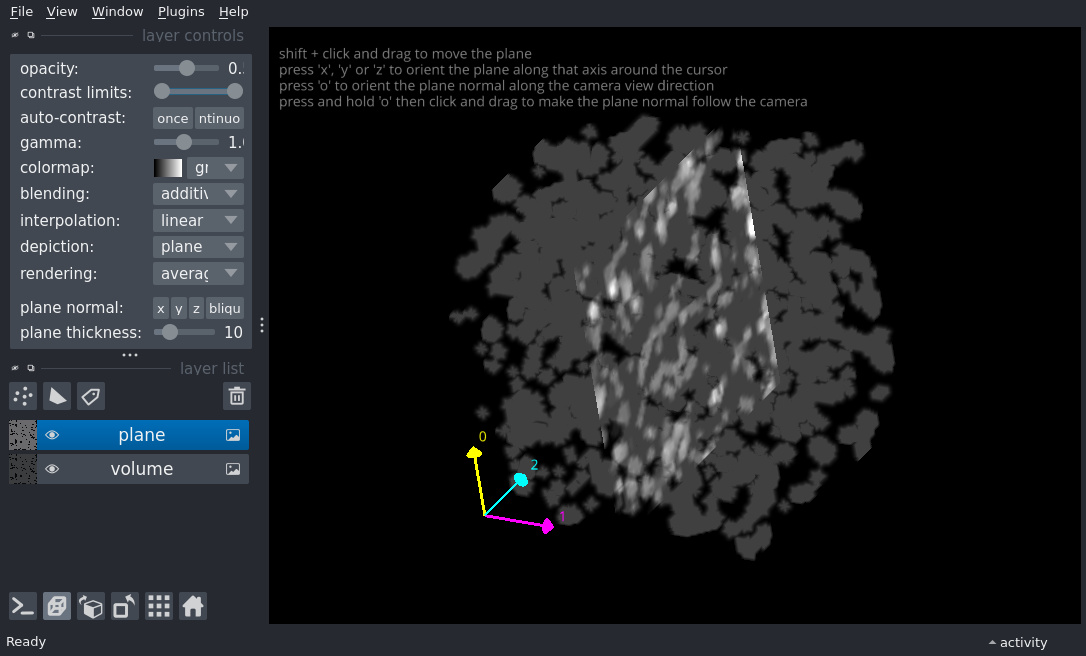 File View Window Plugins Help
layer controls
opacity: 0.
contrast limits:
auto-contrast: once ntinuo
gamma: 1.0
colormap: gr
blending: additiv
interpolation: linear
depiction: plane
rendering: averag
plane normal: x y z bliqu
plane thickness: 10
layer list
plane
volume
shift + click and drag to move the plane
press 'x', 'y' or 'z' to orient the plane along that axis around the cursor
press 'o' to orient the plane normal along the camera view direction
press and hold 'o' then click and drag to make the plane normal follow the camera
0
2
1
Ready
activity